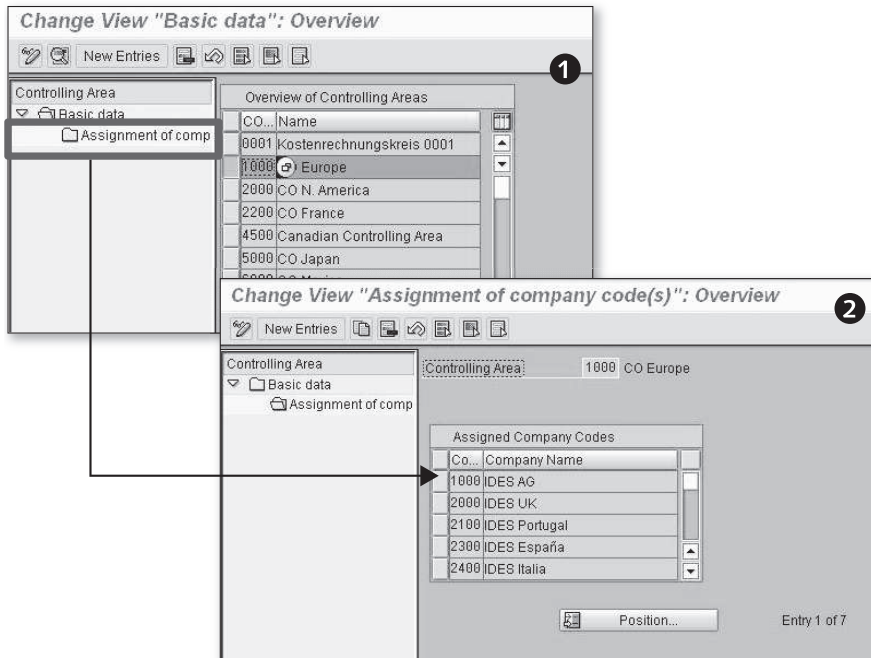 Change View "Basic data": Overview
New Entries
1
Controlling Area
Basic data
Assignment of comp
Overview of Controlling Areas
CO... Name
0001 Kostenrechnungskreis 0001
1000 Europe
2000 CO N. America
2200 CO France
4500 Canadian Controlling Area
5000 CO Japan
Change View "Assignment of company code(s)": Overview
2
New Entries
Controlling Area
Basic data
Assignment of comp
Controlling Area 1000 CO Europe
Assigned Company Codes
Co... Company Name
1000 IDES AG
2000 IDES UK
2100 IDES Portugal
2300 IDES España
2400 IDES Italia
Position...
Entry 1 of 7